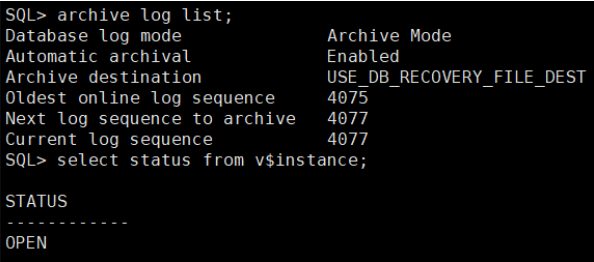 SQL> archive log list;
Database log mode Archive Mode
Automatic archival Enabled
Archive destination USE_DB_RECOVERY_FILE_DEST
Oldest online log sequence 4075
Next log sequence to archive 4077
Current log sequence 4077
SQL> select status from v$instance;
STATUS
------------
OPEN